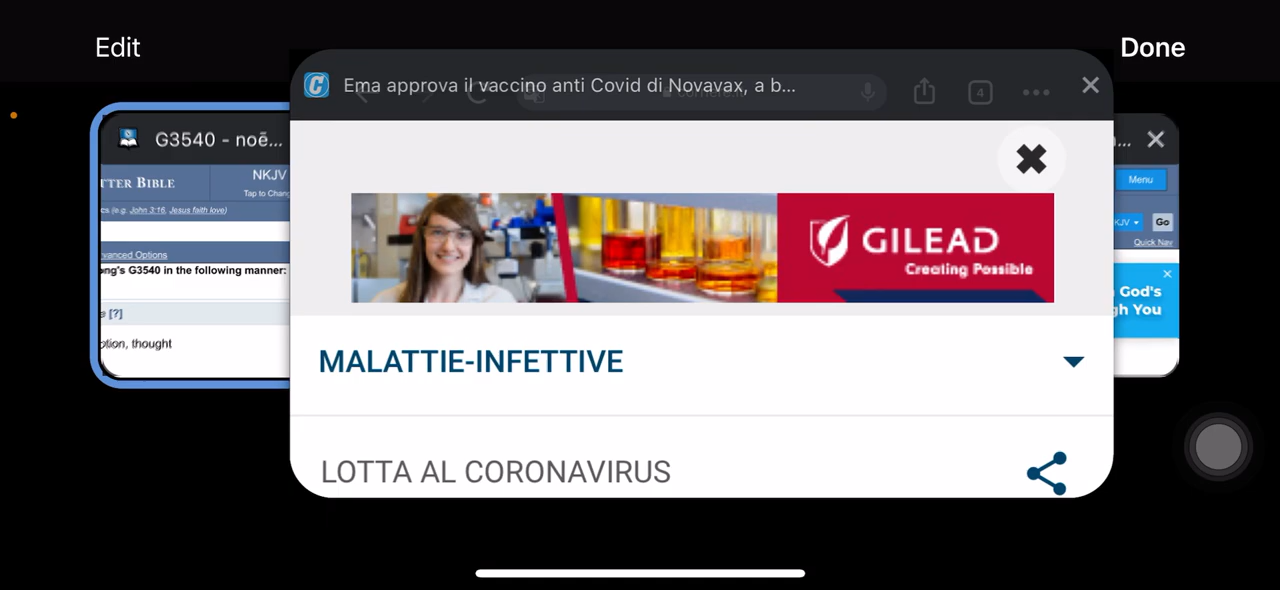 Edit
Done
Ema approva il vaccino anti Covid di Novavax, a b...
4
G3540 - noē...
TTER BIBLE
NKJV
Tap to Chang
(e.g. John 3:16, Jesus faith love)
vanced Options
ong's G3540 in the following manner:
[?]
ption, thought
GILEAD
Creating Possible
MALATTIE-INFETTIVE
LOTTA AL CORONAVIRUS
...
Menu
KJV
Go
Quick Nav
God's
gh You